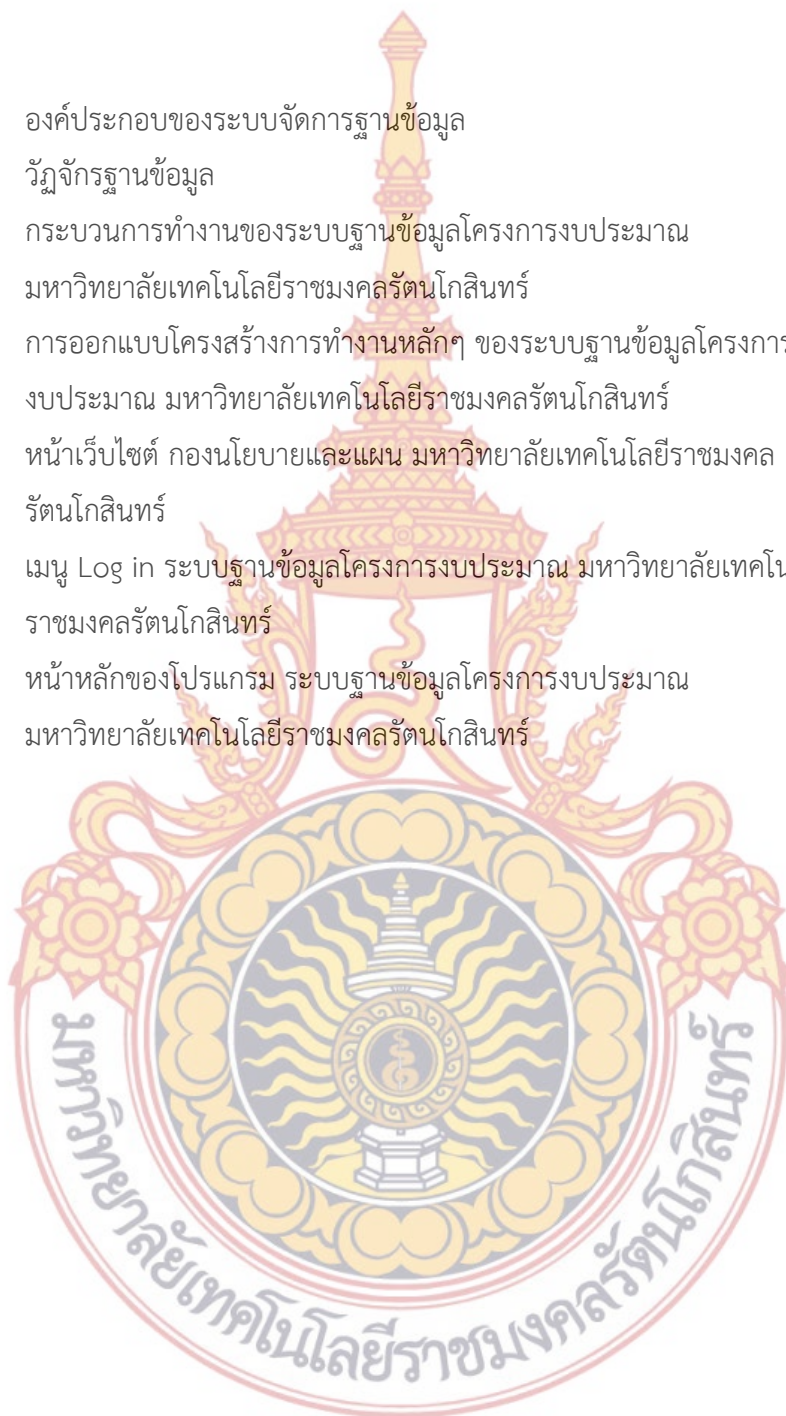 องค์ประกอบของระบบจัดการฐานข้อมูล
วัฏจักรฐานข้อมูล
กระบวนการทำงานของระบบฐานข้อมูลโครงการงบประมาณ
มหาวิทยาลัยเทคโนโลยีราชมงคลรัตนโกสินทร์
การออกแบบโครงสร้างการทำงานหลักๆ ของระบบฐานข้อมูลโครงการ
งบประมาณ มหาวิทยาลัยเทคโนโลยีราชมงคลรัตนโกสินทร์
หน้าเว็บไซต์ กองนโยบายและแผน มหาวิทยาลัยเทคโนโลยีราชมงคล
รัตนโกสินทร์
เมนู Log in ระบบฐานข้อมูลโครงการงบประมาณ มหาวิทยาลัยเทคโน
ราชมงคลรัตนโกสินทร์
หน้าหลักของโปรแกรม ระบบฐานข้อมูลโครงการงบประมาณ
มหาวิทยาลัยเทคโนโลยีราชมงคลรัตนโกสินทร์
มหาวิทยาลัยเทคโนโลยีราชมงคลรัตนโกสินทร์